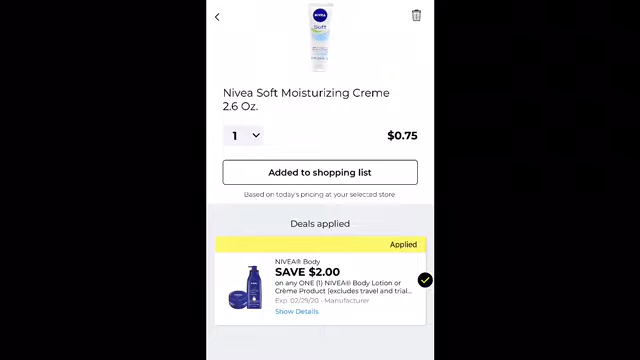 NIVEA
Soft
Nivea Soft Moisturizing Creme
2.6 Oz.
1
$0.75
Added to shopping list
Based on today's pricing at your selected store
Deals applied
Applied
NIVEA® Body
SAVE $2.00
on any ONE (1) NIVEA® Body Lotion or
Crème Product (excludes travel and trial...
Exp. 02/29/20 - Manufacturer
Show Details